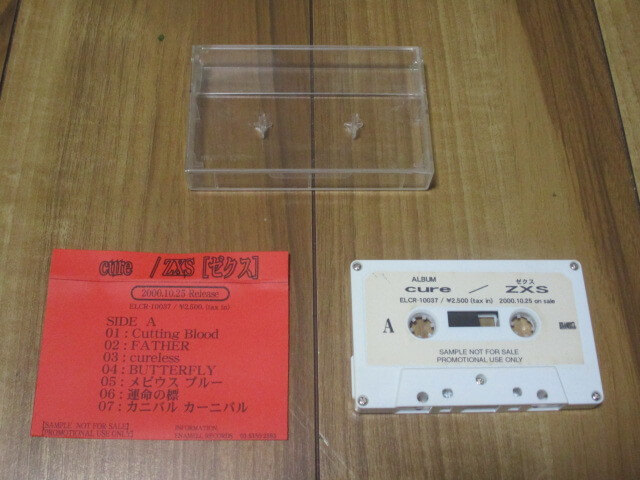 cure / ZXS [ゼクス]
2000.10.25 Release
ELCR-10037 / ¥2,500. (tax in)
SIDE A
01 : Cutting Blood
02 : FATHER
03 : cureless
04 : BUTTERFLY
05 : メビウス ブルー
06 : 運命の標
07 : カニバル カーニバル
[SAMPLE NOT FOR SALE]
[PROMOTIONAL USE ONLY]
INFORMATION.
ENAMELL RECORDS
ALBUM
ゼクス
cure / ZXS
ELCR-10037 / ¥2,500 (tax in) 2000.10.25 on sale
A
SAMPLE NOT FOR SALE
PROMOTIONAL USE ONLY